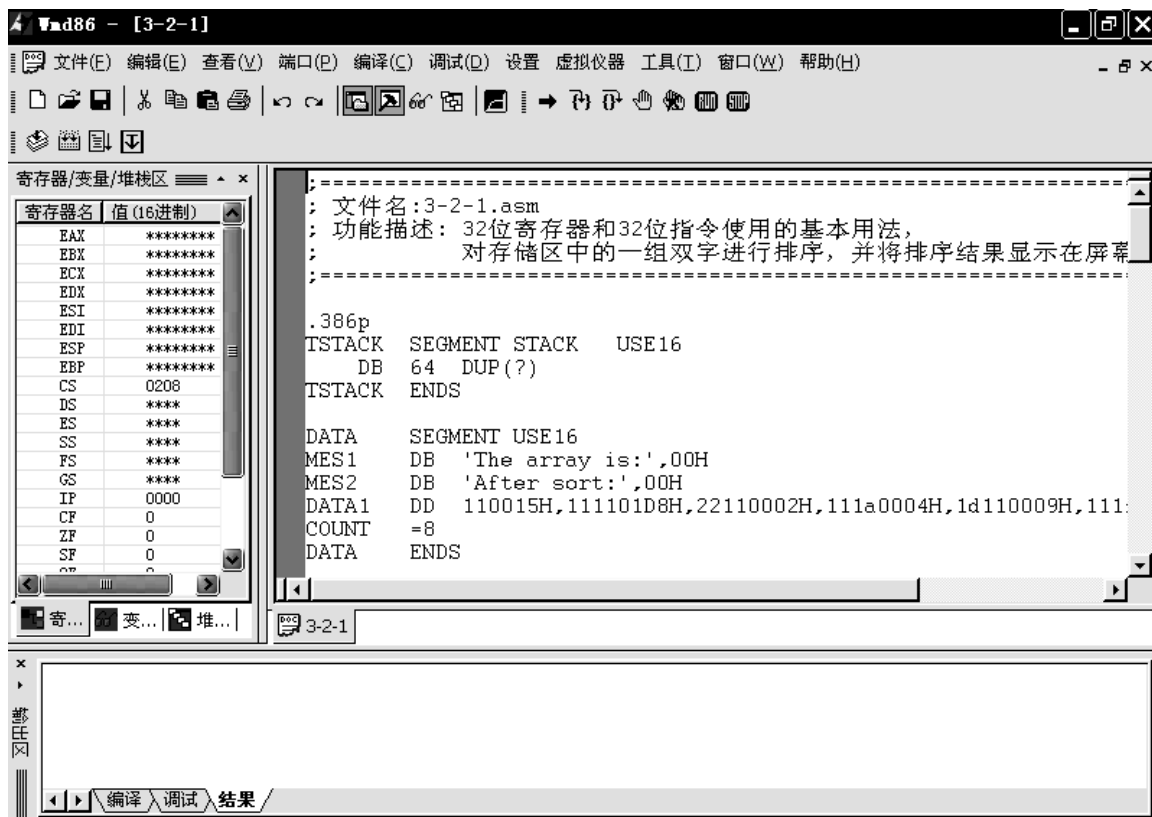 Wmd86 - [3-2-1]
文件(F) 编辑(E) 查看(V) 端口(P) 编译(C) 调试(D) 设置 虚拟仪器 工具(T) 窗口(W) 帮助(H)
RUN STOP
寄存器/变量/堆栈区
寄存器名 值(16进制)
EAX ********
EBX ********
ECX ********
EDX ********
ESI ********
EDI ********
ESP ********
EBP ********
CS 0208
DS ****
ES ****
SS ****
FS ****
GS ****
IP 0000
CF 0
ZF 0
SF 0
寄... 变... 堆...
;===============================================================
; 文件名:3-2-1.asm
; 功能描述: 32位寄存器和32位指令使用的基本用法，
; 对存储区中的一组双字进行排序，并将排序结果显示在屏幕
;===============================================================
.386p
TSTACK SEGMENT STACK USE16
DB 64 DUP(?)
TSTACK ENDS
DATA SEGMENT USE16
MES1 DB 'The array is:',00H
MES2 DB 'After sort:',00H
DATA1 DD 110015H,111101D8H,22110002H,111a0004H,1d110009H,111
COUNT =8
DATA ENDS
3-2-1
输出区
编译 调试 结果